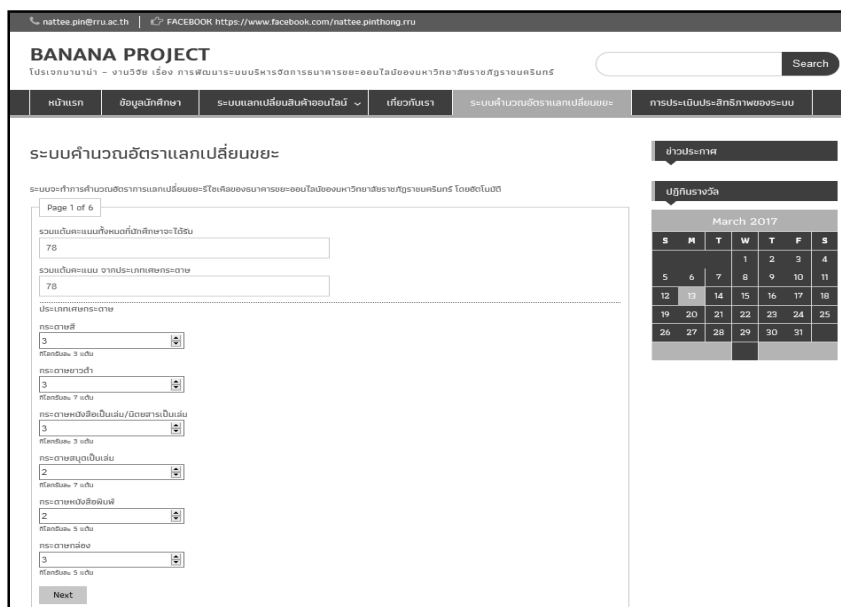 nattee.pin@rru.ac.th | FACEBOOK https://www.facebook.com/nattee.pinthong.rru
BANANA PROJECT
โปรเจกบานาน่า – งานวิจัย เรื่อง การพัฒนาระบบบริหารจัดการธนาคารขยะออนไลน์ของมหาวิทยาลัยราชภัฏราชนครินทร์
Search
หน้าแรก ข้อมูลนักศึกษา ระบบแลกเปลี่ยนสินค้าออนไลน์ เกี่ยวกับเรา ระบบคำนวณอัตราแลกเปลี่ยนขยะ การประเมินประสิทธิภาพของระบบ
ระบบคำนวณอัตราแลกเปลี่ยนขยะ
ระบบจะทำการคำนวณอัตราการแลกเปลี่ยนขยะรีไซเคิลของธนาคารขยะออนไลน์ของมหาวิทยาลัยราชภัฏราชนครินทร์ โดยอัตโนมัติ
Page 1 of 6
รวมแต้มคะแนนทั้งหมดที่นักศึกษาจะได้รับ
78
รวมแต้มคะแนน จากประเภทเศษกระดาษ
78
ประเภทเศษกระดาษ
กระดาษสี
3
กิโลกรัมละ 3 แต้ม
กระดาษขาวดำ
3
กิโลกรัมละ 7 แต้ม
กระดาษหนังสือเป็นเล่ม/นิตยสารเป็นเล่ม
3
กิโลกรัมละ 3 แต้ม
กระดาษสมุดเป็นเล่ม
2
กิโลกรัมละ 7 แต้ม
กระดาษหนังสือพิมพ์
2
กิโลกรัมละ 5 แต้ม
กระดาษกล่อง
3
กิโลกรัมละ 5 แต้ม
Next
ข่าวประกาศ
ปฏิทินรางวัล
March 2017
S M T W T F S
1 2 3 4
5 6 7 8 9 10 11
12 13 14 15 16 17 18
19 20 21 22 23 24 25
26 27 28 29 30 31